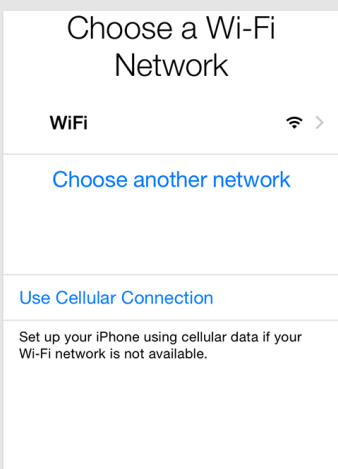 Choose a Wi-Fi
Network
WiFi
Choose another network
Use Cellular Connection
Set up your iPhone using cellular data if your
Wi-Fi network is not available.